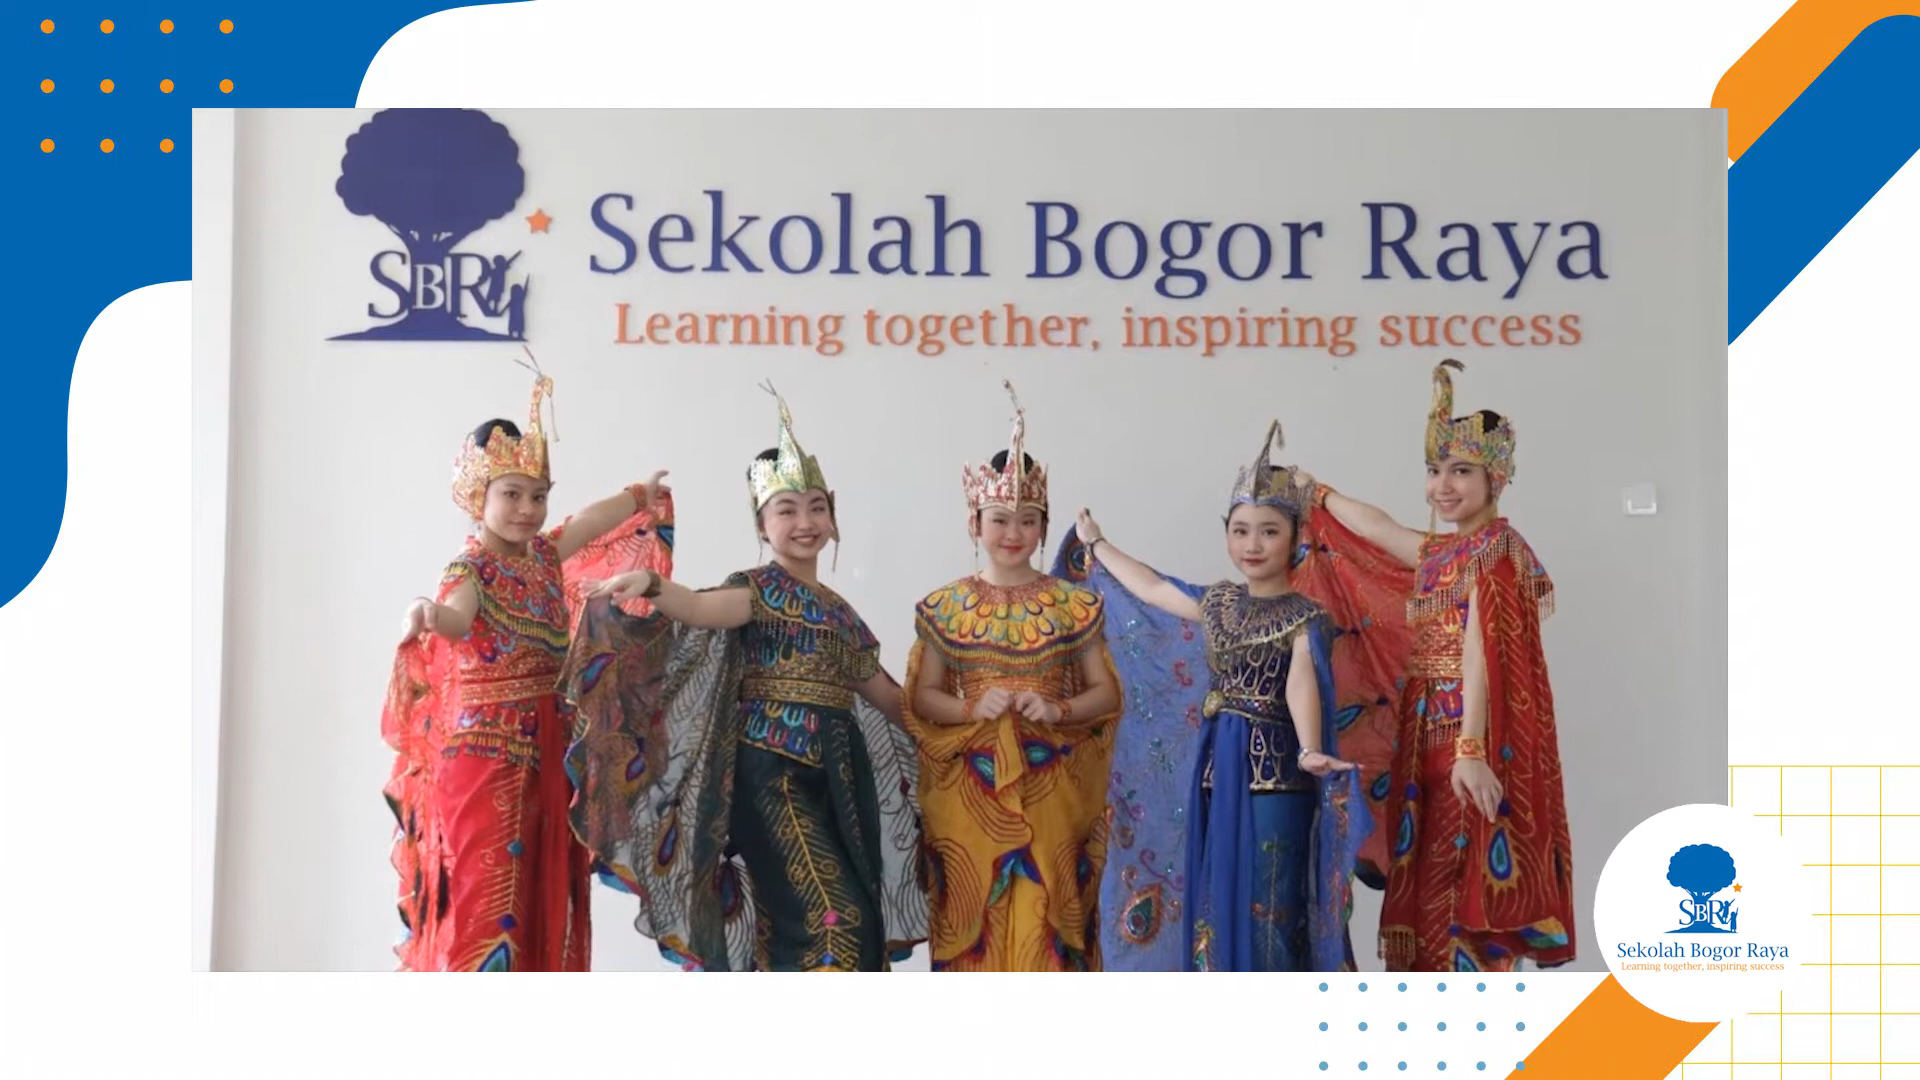 SBR
Sekolah Bogor Raya
Learning together, inspiring success
SBR
Sekolah Bogor Raya
Learning together, inspiring success